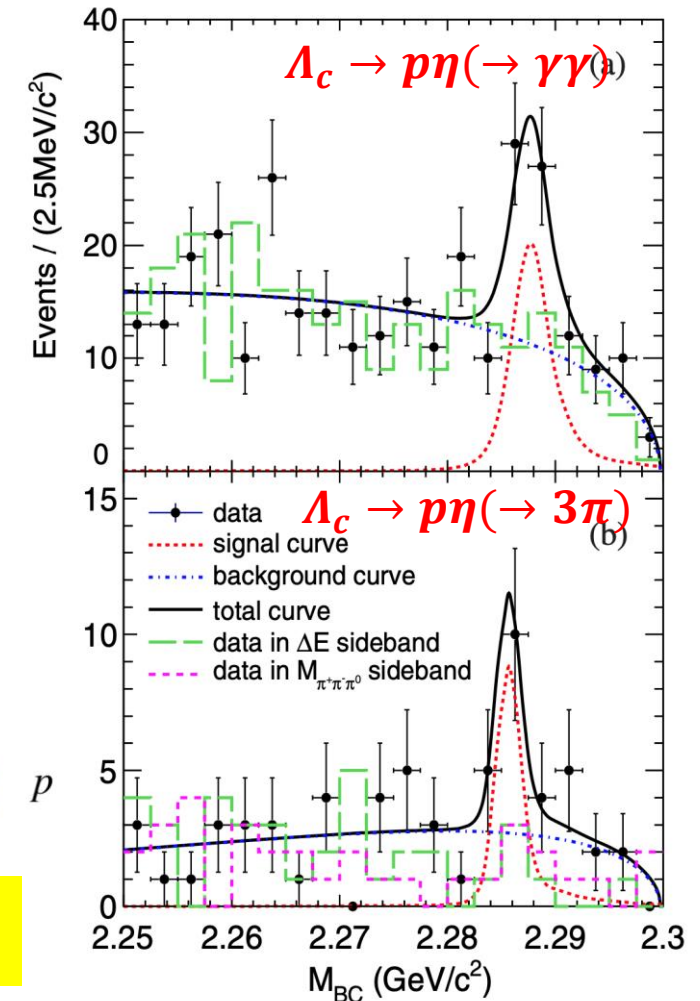 40
Λc → pη(→ γγ)
(a)
30
20
10
0
Events / (2.5MeV/c²)
15
Λc → pη(→ 3π)
(b)
data
signal curve
background curve
total curve
data in ΔE sideband
data in Mπ⁺π⁻π⁰ sideband
10
5
0
p
2.25 2.26 2.27 2.28 2.29 2.3
M_BC (GeV/c²)